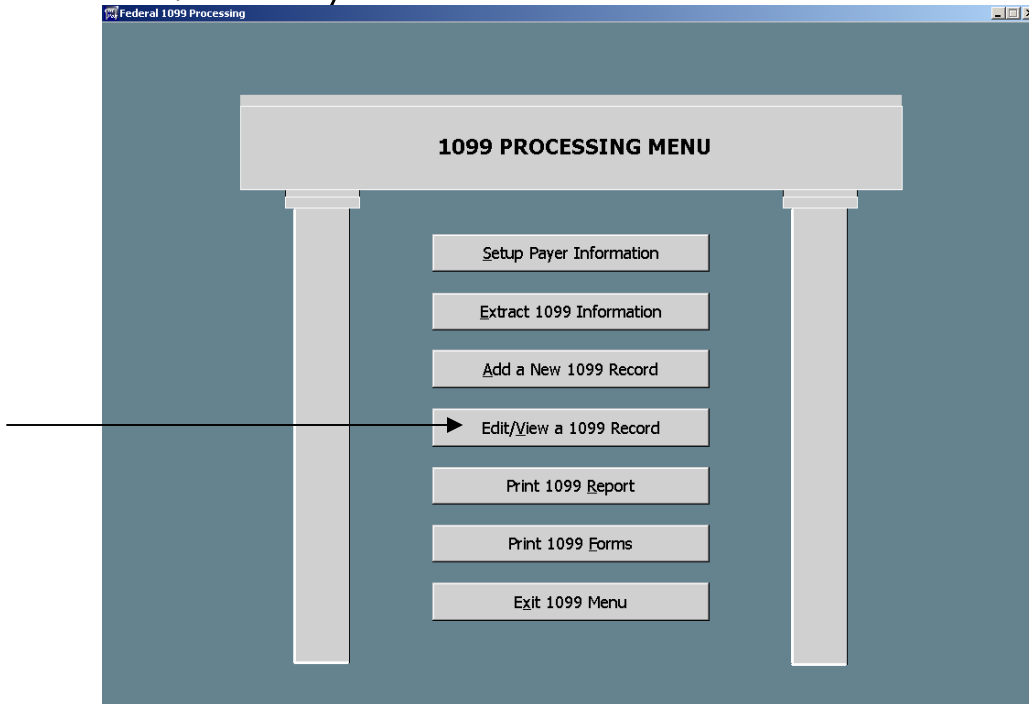 Federal 1099 Processing
1099 PROCESSING MENU
Setup Payer Information
Extract 1099 Information
Add a New 1099 Record
Edit/View a 1099 Record
Print 1099 Report
Print 1099 Forms
Exit 1099 Menu